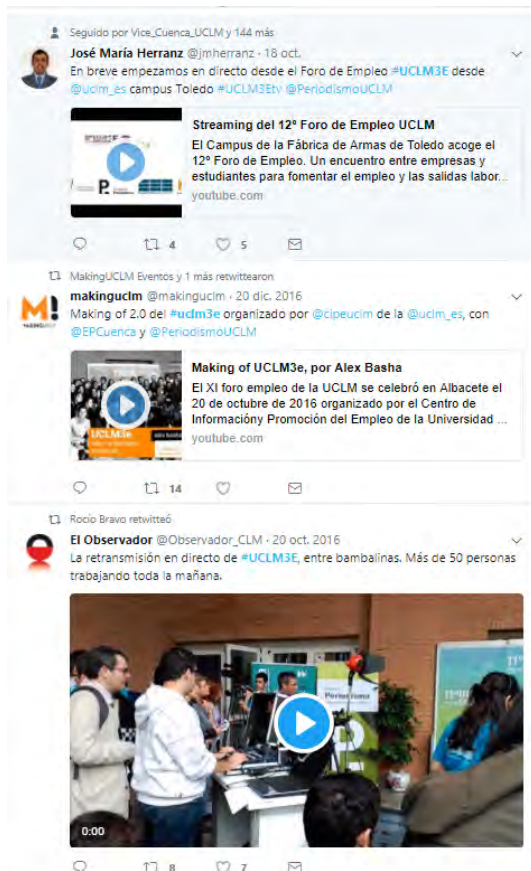 Seguido por Vice_Cuenca_UCLM y 144 más
José María Herranz @jmherranz · 18 oct.
En breve empezamos en directo desde el Foro de Empleo #UCLM3E desde
@uclm_es campus Toledo #UCLM3Etv @PeriodismoUCLM
Streaming del 12º Foro de Empleo UCLM
El Campus de la Fábrica de Armas de Toledo acoge el
12º Foro de Empleo. Un encuentro entre empresas y
estudiantes para fomentar el empleo y las salidas labor...
youtube.com
4 5
MakingUCLM Eventos y 1 más retwittearon
makinguclm @makinguclm · 20 dic. 2016
Making of 2.0 del #uclm3e organizado por @cipeuclm de la @uclm_es, con
@EPCuenca y @PeriodismoUCLM
M!
Making of UCLM3e, por Alex Basha
El XI foro empleo de la UCLM se celebró en Albacete el
20 de octubre de 2016 organizado por el Centro de
Informacióny Promoción del Empleo de la Universidad ...
youtube.com
UCLM3e
14
Rocío Bravo retwitteó
El Observador @Observador_CLM · 20 oct. 2016
La retransmisión en directo de #UCLM3E, entre bambalinas. Más de 50 personas
trabajando toda la mañana.
Periodismo
0:00
8 7